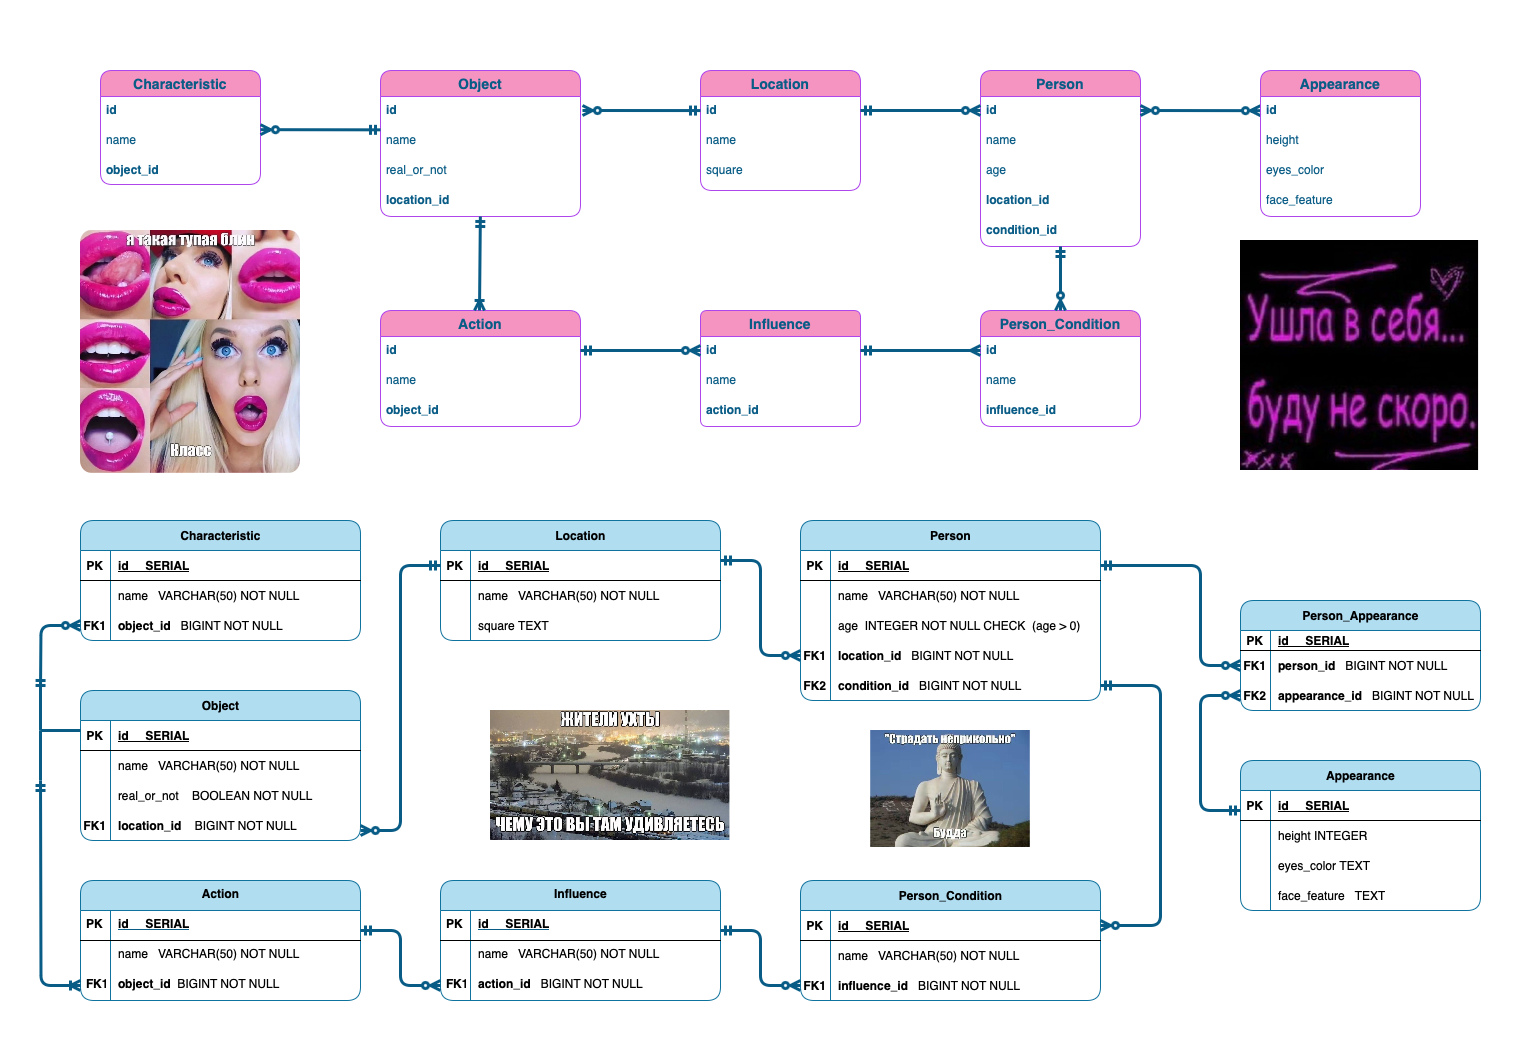 Characteristic
id
name
object_id
Object
id
name
real_or_not
location_id
Location
id
name
square
Person
id
name
age
location_id
condition_id
Appearance
id
height
eyes_color
face_feature
я такая тупая блин
Класс
Action
id
name
object_id
Influence
id
name
action_id
Person_Condition
id
name
influence_id
Ушла в себя...
буду не скоро.
xxx
Characteristic
PK id SERIAL
name VARCHAR(50) NOT NULL
FK1 object_id BIGINT NOT NULL
Location
PK id SERIAL
name VARCHAR(50) NOT NULL
square TEXT
Person
PK id SERIAL
name VARCHAR(50) NOT NULL
age INTEGER NOT NULL CHECK (age > 0)
FK1 location_id BIGINT NOT NULL
FK2 condition_id BIGINT NOT NULL
Person_Appearance
PK id SERIAL
FK1 person_id BIGINT NOT NULL
FK2 appearance_id BIGINT NOT NULL
Object
PK id SERIAL
name VARCHAR(50) NOT NULL
real_or_not BOOLEAN NOT NULL
FK1 location_id BIGINT NOT NULL
ЖИТЕЛИ УХТЫ
ЧЕМУ ЭТО ВЫ ТАМ УДИВЛЯЕТЕСЬ
"Страдать неприкольно"
Будда
Appearance
PK id SERIAL
height INTEGER
eyes_color TEXT
face_feature TEXT
Action
PK id SERIAL
name VARCHAR(50) NOT NULL
FK1 object_id BIGINT NOT NULL
Influence
PK id SERIAL
name VARCHAR(50) NOT NULL
FK1 action_id BIGINT NOT NULL
Person_Condition
PK id SERIAL
name VARCHAR(50) NOT NULL
FK1 influence_id BIGINT NOT NULL